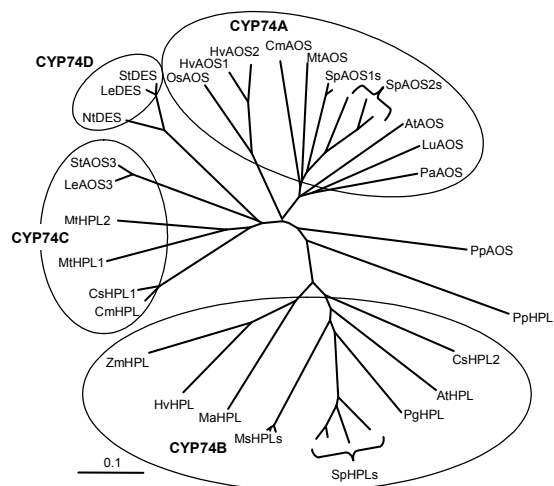 CYP74A
CmAOS
HvAOS2
MtAOS
CYP74D
HvAOS1
StDES
OsAOS
SpAOS1s
SpAOS2s
LeDES
NtDES
AtAOS
LuAOS
StAOS3
PaAOS
LeAOS3
MtHPL2
CYP74C
PpAOS
MtHPL1
CsHPL1
CmHPL
PpHPL
ZmHPL
CsHPL2
HvHPL
AtHPL
MaHPL
PgHPL
MsHPLs
CYP74B
0.1
SpHPLs